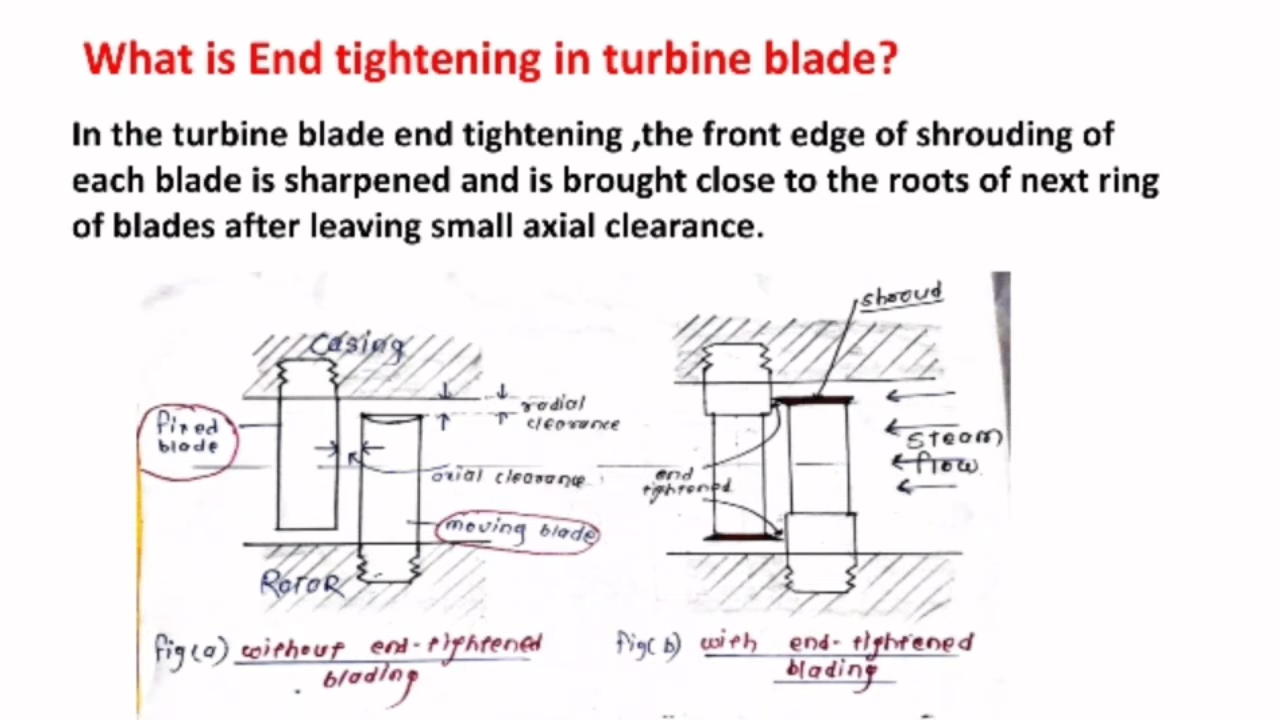 What is End tightening in turbine blade?
In the turbine blade end tightening ,the front edge of shrouding of
each blade is sharpened and is brought close to the roots of next ring
of blades after leaving small axial clearance.
shroud
Casing
radial
clearance
Fixed
blade
steam
flow
axial clearance
end
tightened
moving blade
ROTOR
fig(a) without end-tightened
blading
fig(b) with end-tightened
blading